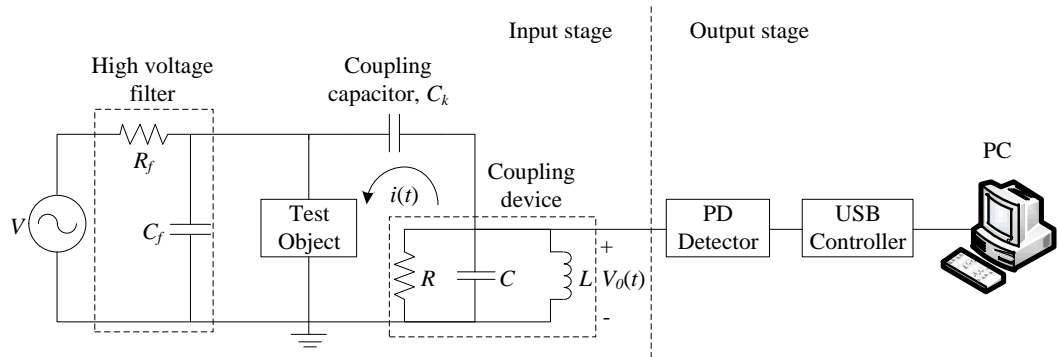 Input stage
Output stage
High voltage
filter
Coupling
capacitor, Ck
Rf
Cf
V
i(t)
Test
Object
Coupling
device
R
C
L
+
V0(t)
-
PD
Detector
USB
Controller
PC